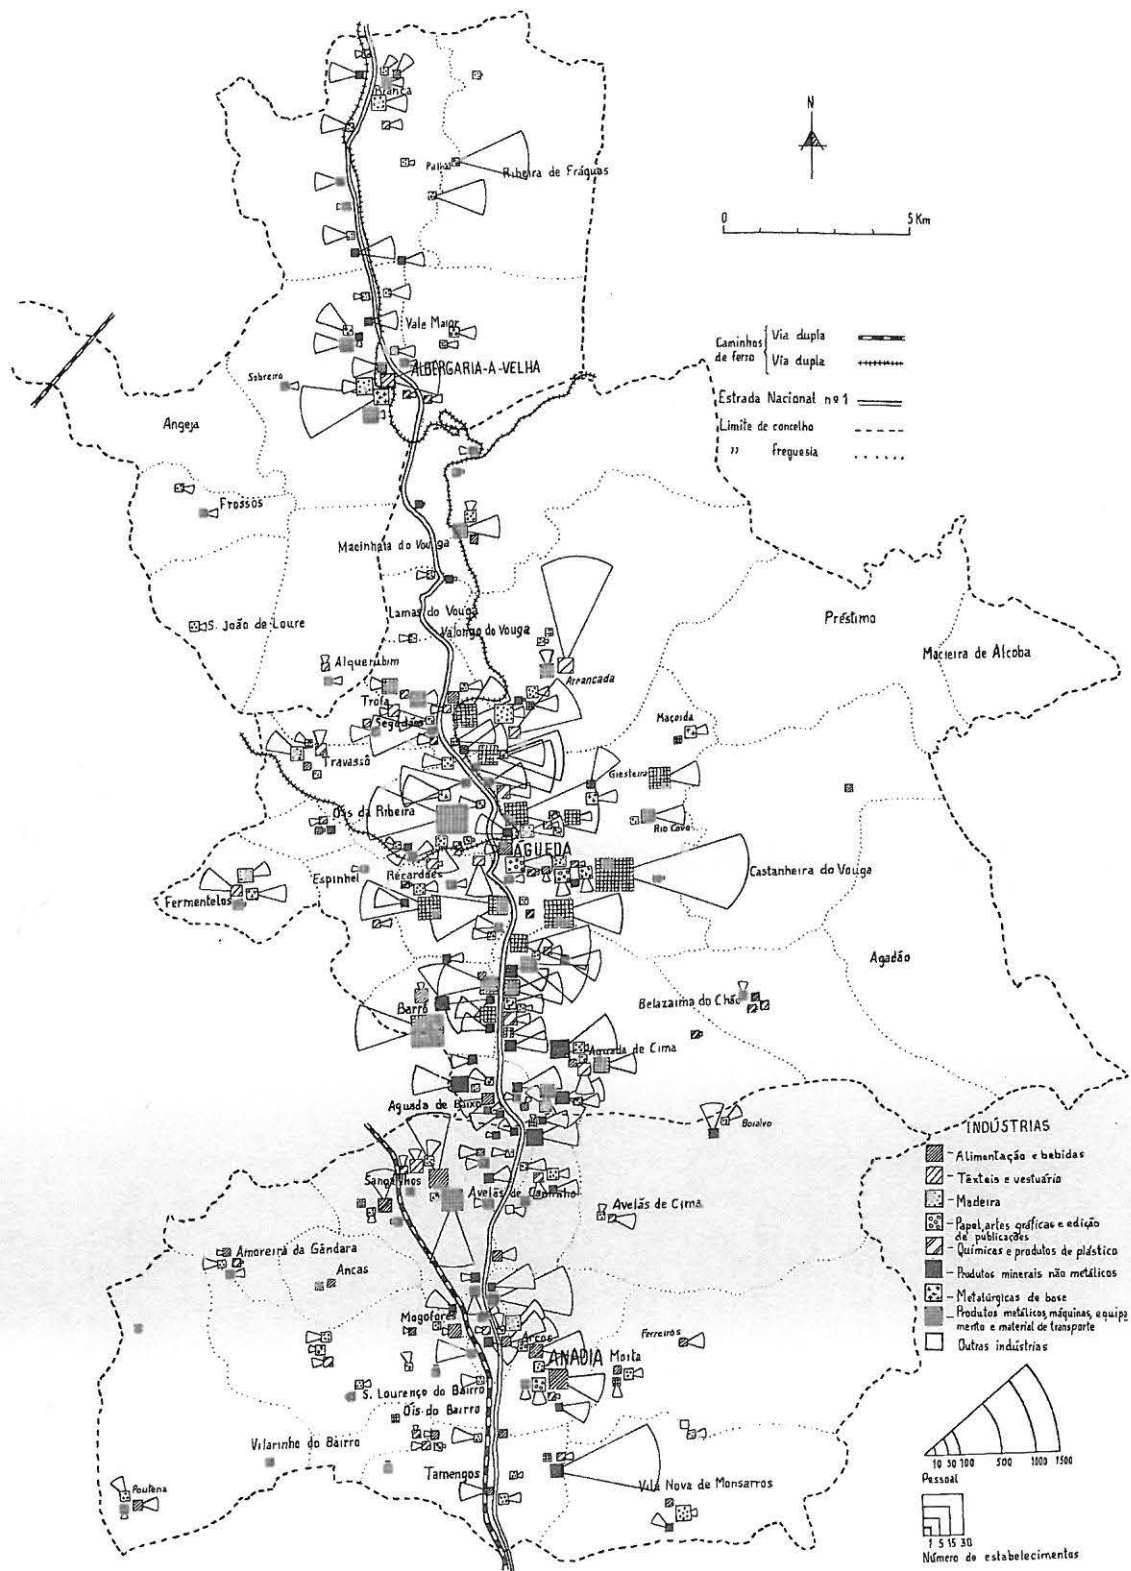 Branca
N
Palhal
Ribeira de Fráguas
0 5 Km
Vale Maior
Caminhos de ferro
Via dupla
Via dupla
ALBERGARIA-A-VELHA
Sobreiro
Estrada Nacional nº 1
Angeja
Limite de concelho
" freguesia
Frossos
Macinhata do Vouga
Lamas do Vouga
Préstimo
S. João de Loure
Valongo do Vouga
Macieira de Alcoba
Alquerubim
Arrancada
Trofa
Segadães
Maçoida
Travassô
Giesteira
Óis da Ribeira
Rio Covo
ÁGUEDA
Espinhel
Recardães
Castanheira do Vouga
Fermentelos
Agadão
Belazaima do Chão
Barrô
Aguada de Cima
Aguada de Baixo
Boialvo
INDÚSTRIAS
- Alimentação e bebidas
Sangalhos
- Têxteis e vestuário
Avelãs de Caminho
- Madeira
Avelãs de Cima
- Papel, artes gráficas e edição
de publicações
- Químicas e produtos de plástico
Amoreira da Gândara
- Produtos minerais não metálicos
Ancas
- Metalúrgicas de base
- Produtos metálicos, máquinas, equipa
mento e material de transporte
Mogofores
Outras indústrias
Arcos
Ferreiros
ANADIA
Moita
S. Lourenço do Bairro
Óis do Bairro
Vilarinho do Bairro
Tamengos
10 50 100 500 1000 1500
Pessoal
Vila Nova de Monsarros
Poutena
1 5 15 30
Número de estabelecimentos